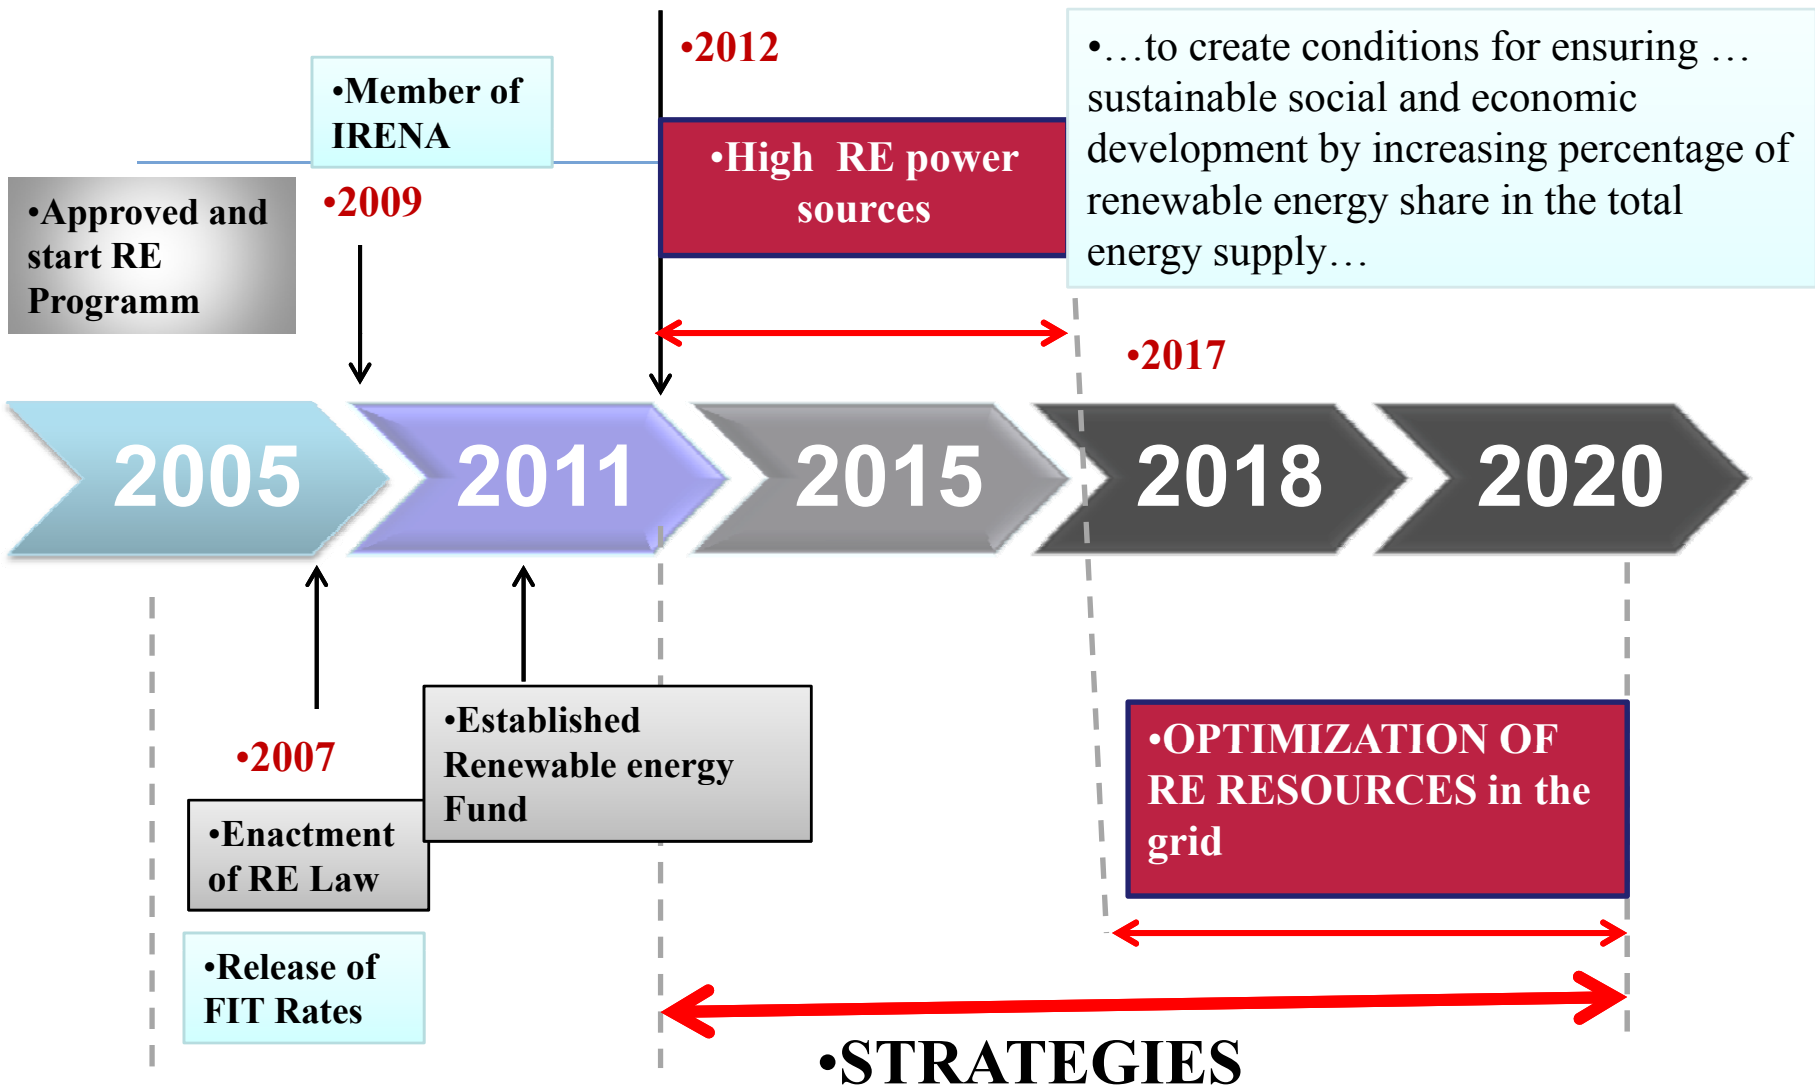 •2012
•…to create conditions for ensuring …
sustainable social and economic
development by increasing percentage of
renewable energy share in the total
energy supply…
•Member of
IRENA
•High  RE power
sources
•Approved and
start RE
Programm
•2009
•2017
2005
2011
2015
2018
2020
•2007
•Established
Renewable energy
Fund
•OPTIMIZATION OF
RE RESOURCES in the
grid
•Enactment
of RE Law
•Release of
FIT Rates
•STRATEGIES